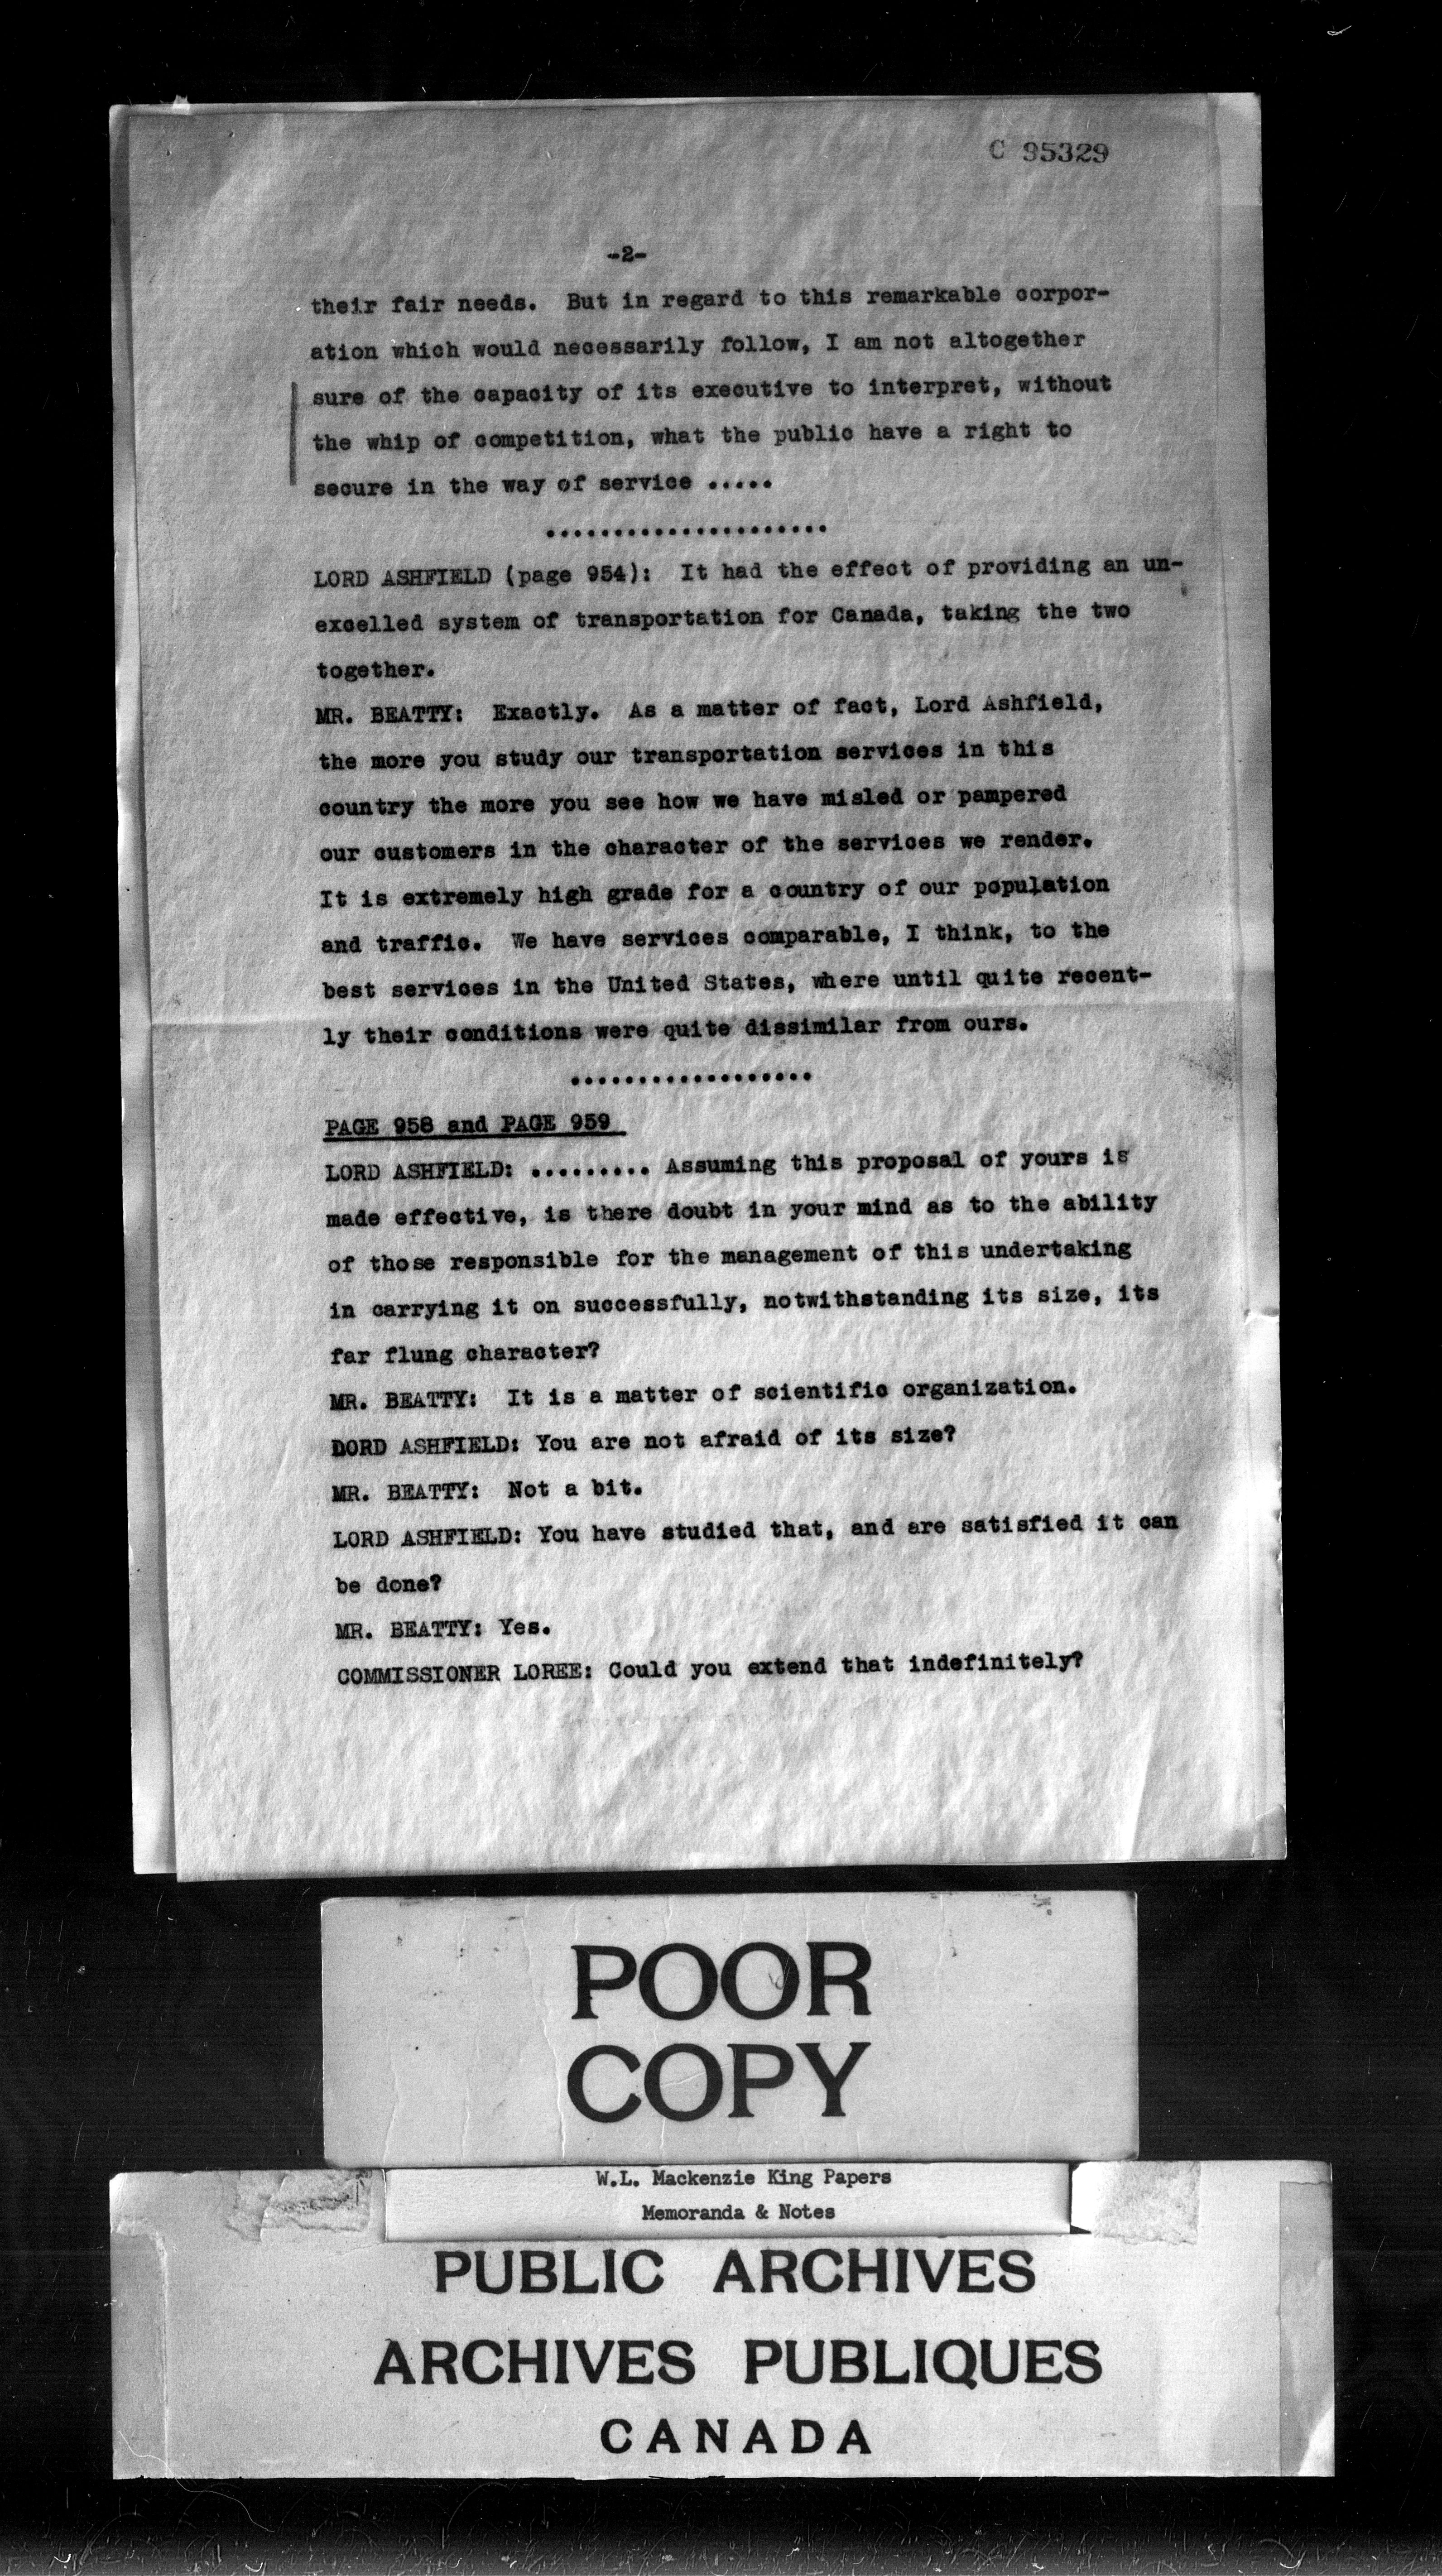 C 95329
-2-
their fair needs. But in regard to this remarkable corpor-
ation which would necessarily follow, I am not altogether
sure of the capacity of its executive to interpret, without
the whip of competition, what the public have a right to
secure in the way of service .....
.....................
LORD ASHFIELD (page 954): It had the effect of providing an un-
excelled system of transportation for Canada, taking the two
together.
MR. BEATTY: Exactly. As a matter of fact, Lord Ashfield,
the more you study our transportation services in this
country the more you see how we have misled or pampered
our customers in the character of the services we render.
It is extremely high grade for a country of our population
and traffic. We have services comparable, I think, to the
best services in the United States, where until quite recent-
ly their conditions were quite dissimilar from ours.
..................
PAGE 958 and PAGE 959
LORD ASHFIELD: ......... Assuming this proposal of yours is
made effective, is there doubt in your mind as to the ability
of those responsible for the management of this undertaking
in carrying it on successfully, notwithstanding its size, its
far flung character?
MR. BEATTY: It is a matter of scientific organization.
DORD ASHFIELD: You are not afraid of its size?
MR. BEATTY: Not a bit.
LORD ASHFIELD: You have studied that, and are satisfied it can
be done?
MR. BEATTY: Yes.
COMMISSIONER LOREE: Could you extend that indefinitely?
POOR
COPY
W.L. Mackenzie King Papers
Memoranda & Notes
PUBLIC ARCHIVES
ARCHIVES PUBLIQUES
CANADA